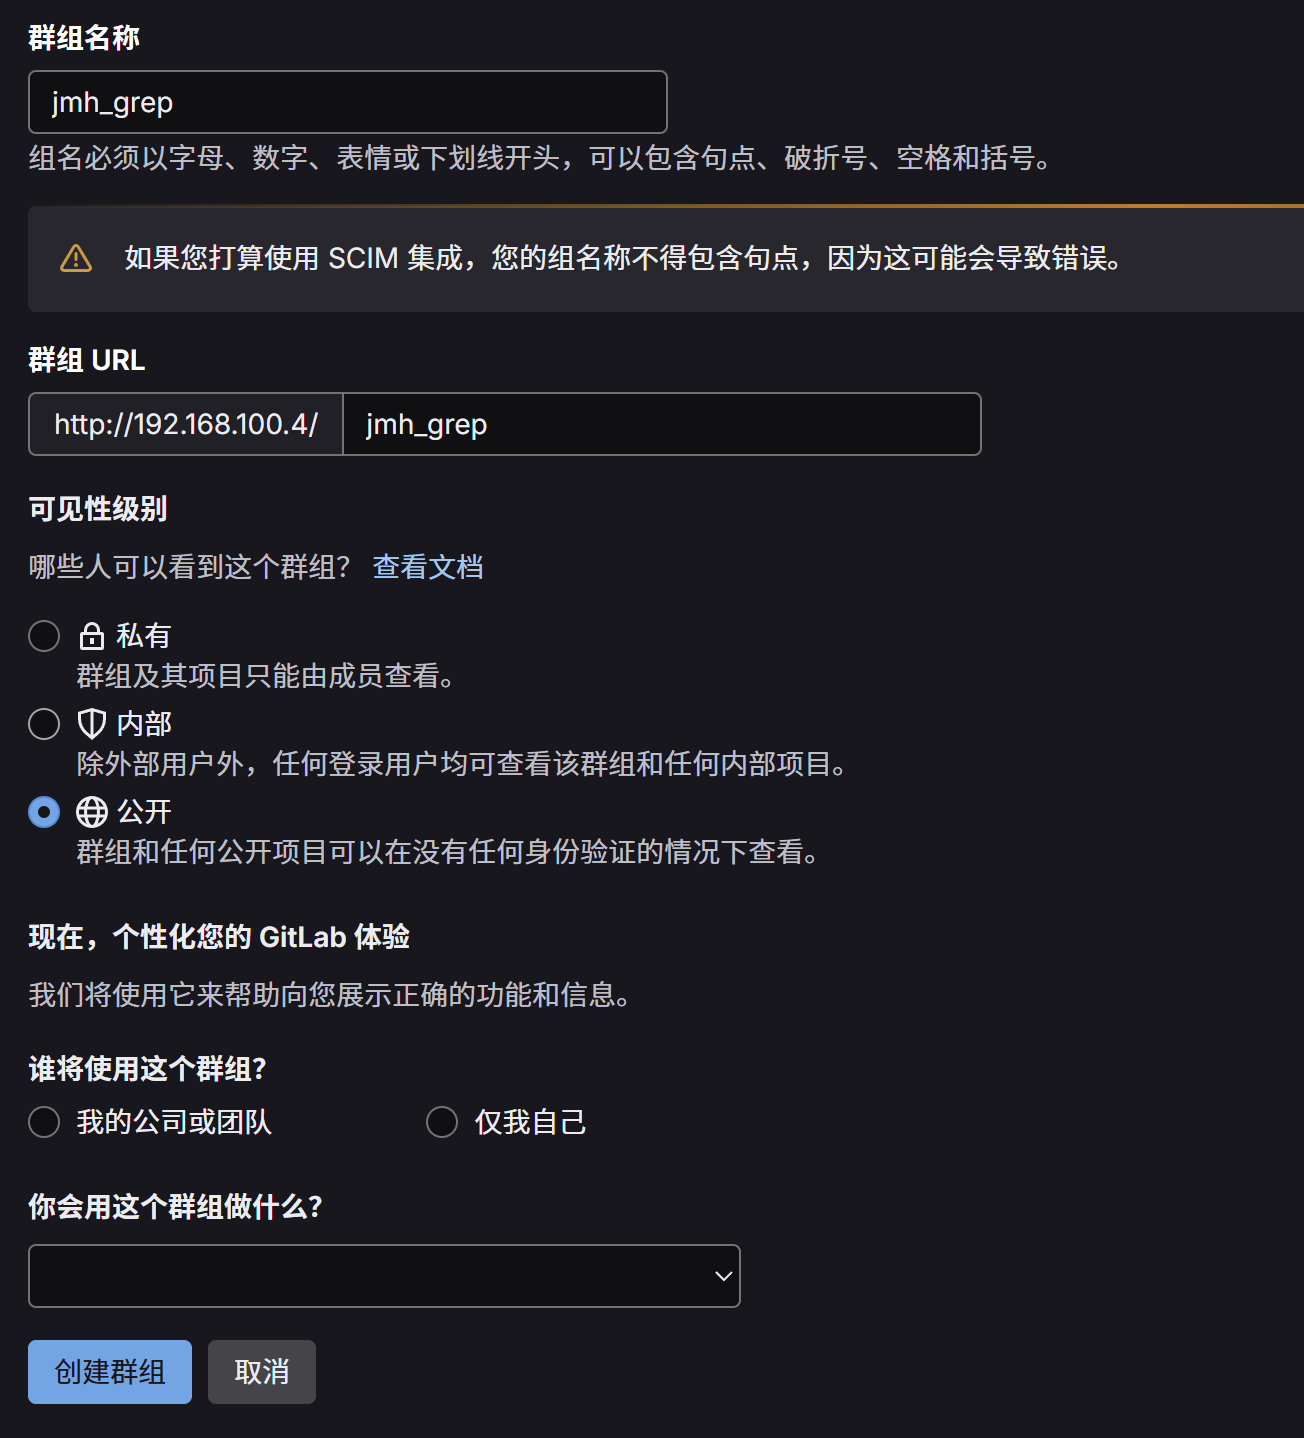 群组名称
jmh_grep
组名必须以字母、数字、表情或下划线开头，可以包含句点、破折号、空格和括号。
如果您打算使用 SCIM 集成，您的组名称不得包含句点，因为这可能会导致错误。
群组 URL
http://192.168.100.4/ jmh_grep
可见性级别
哪些人可以看到这个群组？ 查看文档
私有
群组及其项目只能由成员查看。
内部
除外部用户外，任何登录用户均可查看该群组和任何内部项目。
公开
群组和任何公开项目可以在没有任何身份验证的情况下查看。
现在，个性化您的 GitLab 体验
我们将使用它来帮助向您展示正确的功能和信息。
谁将使用这个群组？
我的公司或团队 仅我自己
你会用这个群组做什么？
创建群组 取消